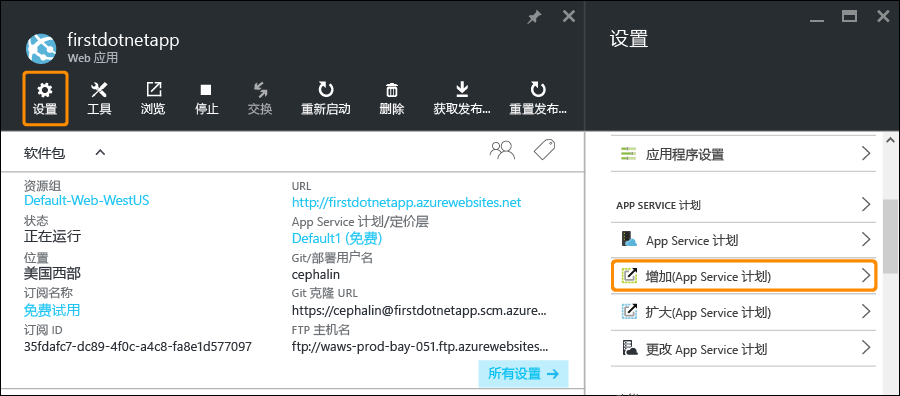 firstdotnetapp
Web 应用
设置
工具
浏览
停止
交换
重新启动
删除
获取发布...
重置发布...
软件包
资源组
Default-Web-WestUS
状态
正在运行
位置
美国西部
订阅名称
免费试用
订阅 ID
35fdafc7-dc89-4f0c-a4c8-fa8e1d577097
URL
http://firstdotnetapp.azurewebsites.net
App Service 计划/定价层
Default1 (免费)
Git/部署用户名
cephalin
Git 克隆 URL
https://cephalin@firstdotnetapp.scm.azure...
FTP 主机名
ftp://waws-prod-bay-051.ftp.azurewebsites...
所有设置 →
设置
应用程序设置
APP SERVICE 计划
App Service 计划
增加(App Service 计划)
扩大(App Service 计划)
更改 App Service 计划